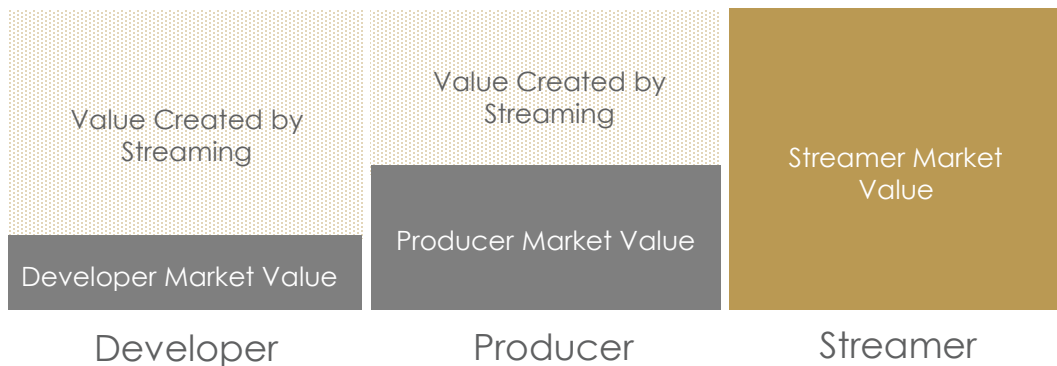 Value Created by
Streaming
Developer Market Value
Developer
Value Created by
Streaming
Producer Market Value
Producer
Streamer Market
Value
Streamer